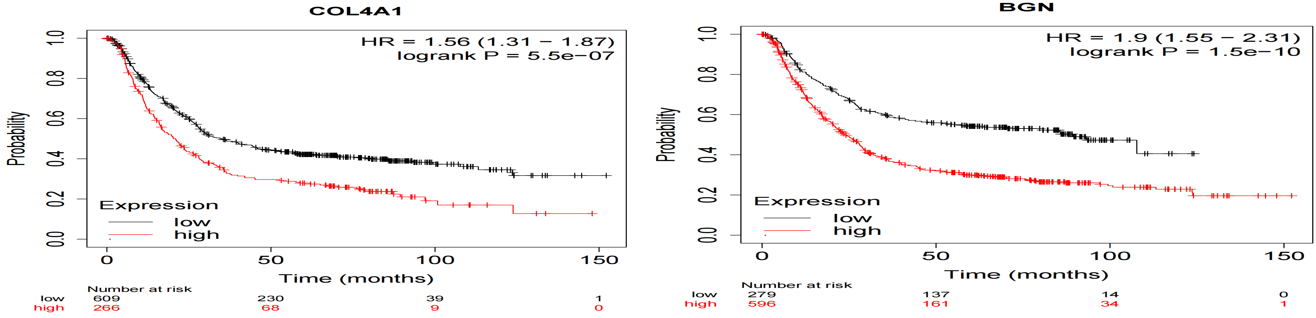 COL4A1
HR = 1.56 (1.31 − 1.87)
logrank P = 5.5e−07
Probability
1.0
0.8
0.6
0.4
0.2
0.0
Expression
low
high
0 50 100 150
Time (months)
Number at risk
low 609 230 39 1
high 266 68 9 0
BGN
HR = 1.9 (1.55 − 2.31)
logrank P = 1.5e−10
Probability
1.0
0.8
0.6
0.4
0.2
0.0
Expression
low
high
0 50 100 150
Time (months)
Number at risk
low 279 137 14 0
high 596 161 34 1